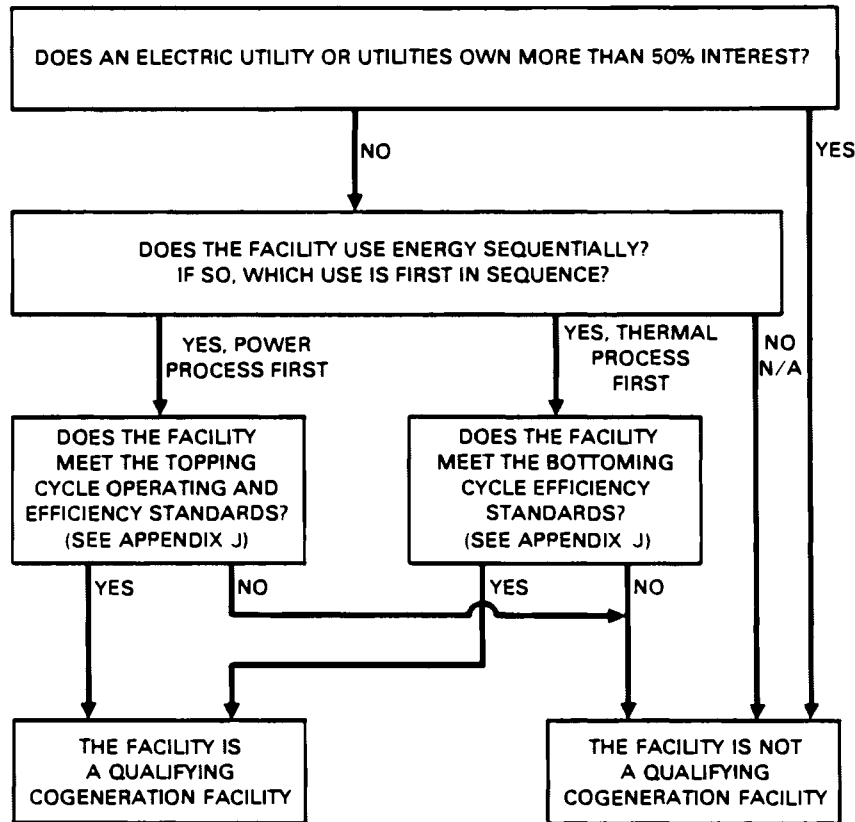 DOES AN ELECTRIC UTILITY OR UTILITIES OWN MORE THAN 50% INTEREST?
NO
YES
DOES THE FACILITY USE ENERGY SEQUENTIALLY?
IF SO, WHICH USE IS FIRST IN SEQUENCE?
YES, POWER
PROCESS FIRST
YES, THERMAL
PROCESS
FIRST
NO
N/A
DOES THE FACILITY
MEET THE TOPPING
CYCLE OPERATING AND
EFFICIENCY STANDARDS?
(SEE APPENDIX J)
DOES THE FACILITY
MEET THE BOTTOMING
CYCLE EFFICIENCY
STANDARDS?
(SEE APPENDIX J)
YES
NO
YES
NO
THE FACILITY IS
A QUALIFYING
COGENERATION FACILITY
THE FACILITY IS NOT
A QUALIFYING
COGENERATION FACILITY